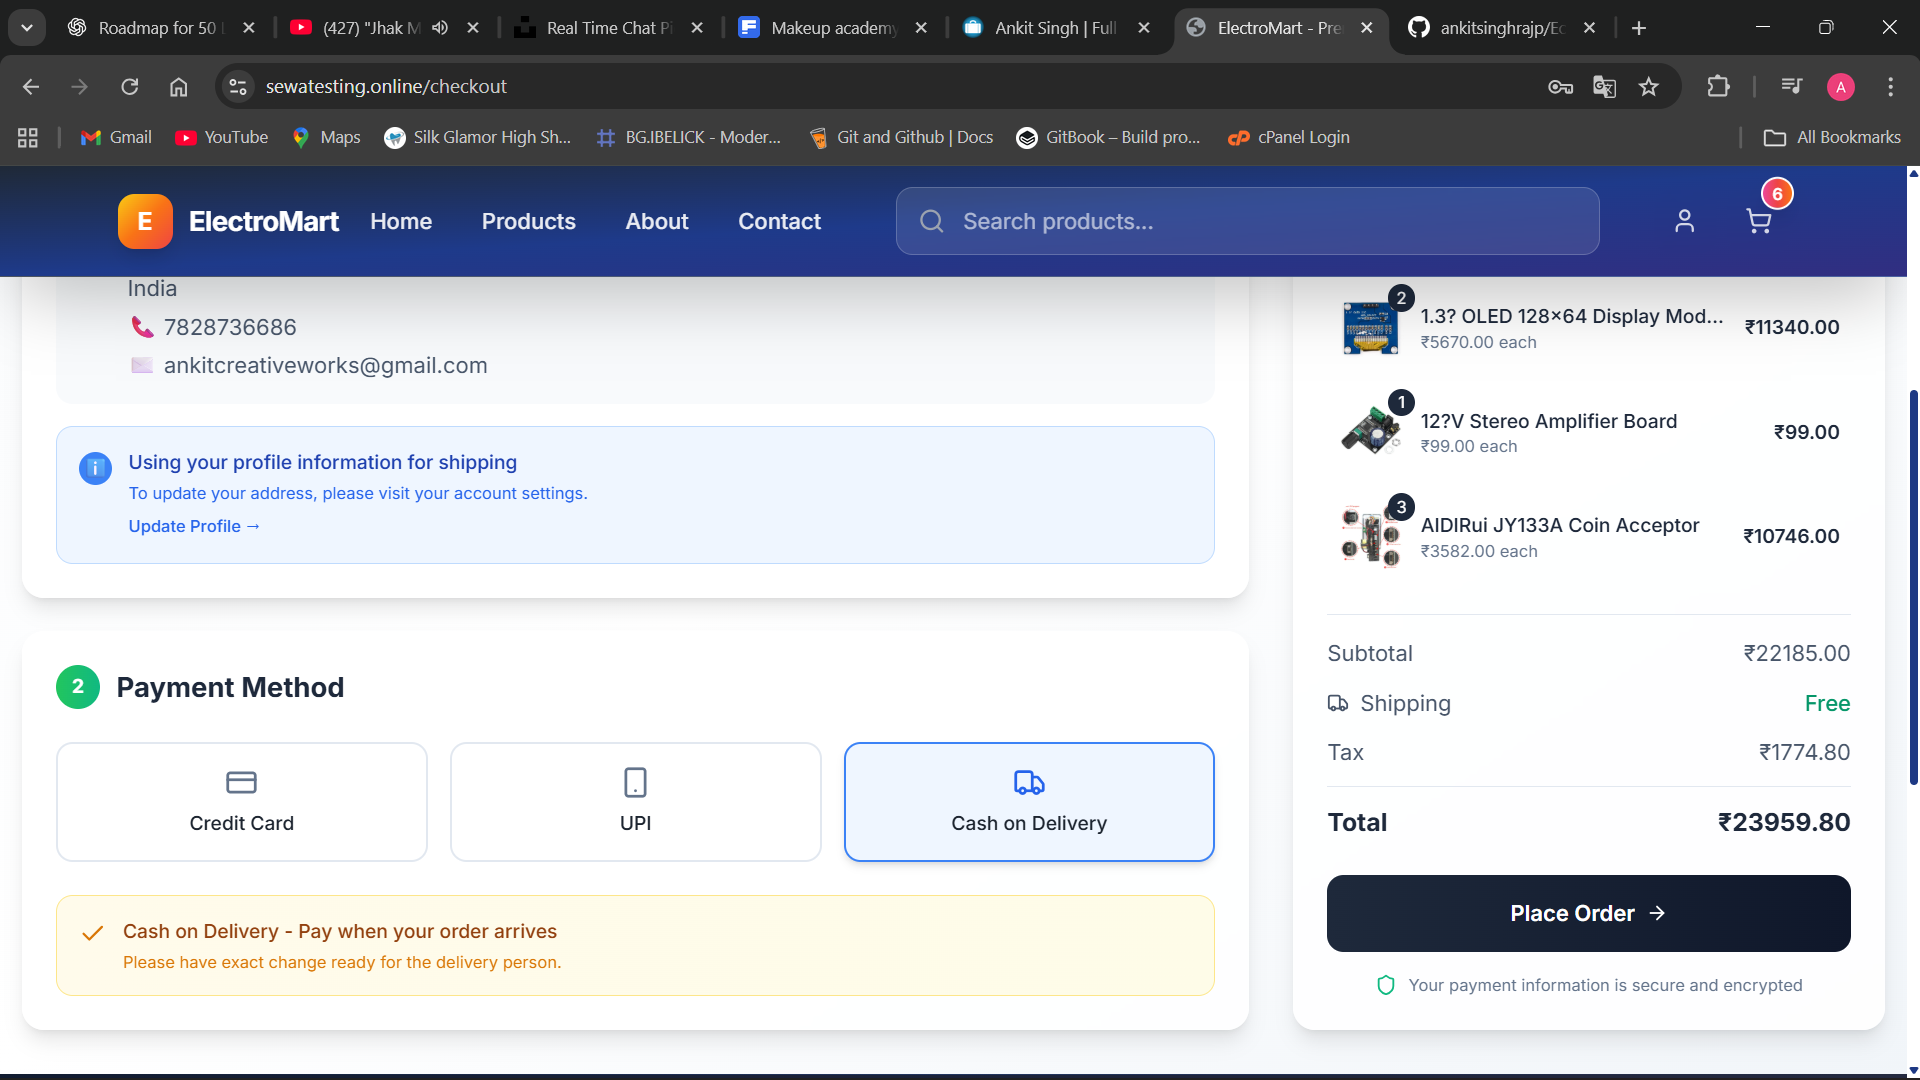 Roadmap for 50
(427) "Jhak M
Real Time Chat
Makeup academy
Ankit Singh | Full
ElectroMart - Pre
ankitsinghrajp/Ec
sewatesting.online/checkout
A
Gmail
YouTube
Maps
Silk Glamor High Sh...
BG.IBELICK - Moder...
Git and Github | Docs
GitBook – Build pro...
cPanel Login
All Bookmarks
E
ElectroMart
Home
Products
About
Contact
Search products...
6
India
7828736686
ankitcreativeworks@gmail.com
Using your profile information for shipping
To update your address, please visit your account settings.
Update Profile →
2
Payment Method
Credit Card
UPI
Cash on Delivery
Cash on Delivery - Pay when your order arrives
Please have exact change ready for the delivery person.
2
1.3? OLED 128×64 Display Mod...
₹11340.00
₹5670.00 each
1
12?V Stereo Amplifier Board
₹99.00
₹99.00 each
3
AIDIRui JY133A Coin Acceptor
₹10746.00
₹3582.00 each
Subtotal ₹22185.00
Shipping Free
Tax ₹1774.80
Total ₹23959.80
Place Order →
Your payment information is secure and encrypted